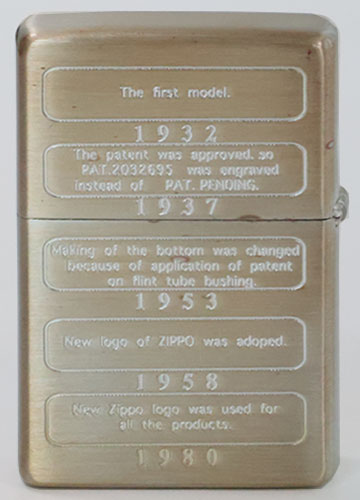 The first model.
1932
The patent was approved. so
PAT.2032695 was engraved
instead of PAT. PENDING.
1937
Making of the bottom was changed
because of application of patent
on flint tube bushing.
1953
New logo of ZIPPO was adoped.
1958
New Zippo logo was used for
all the products.
1980